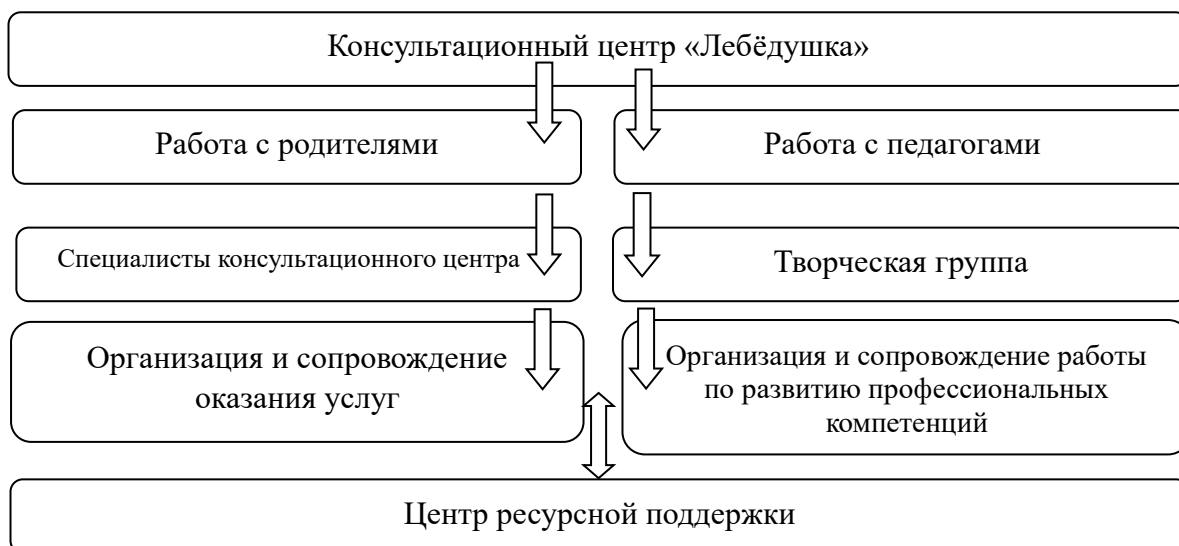 Консультационный центр «Лебёдушка»
Работа с родителями
Работа с педагогами
Специалисты консультационного центра
Творческая группа
Организация и сопровождение
оказания услуг
Организация и сопровождение работы
по развитию профессиональных
компетенций
Центр ресурсной поддержки